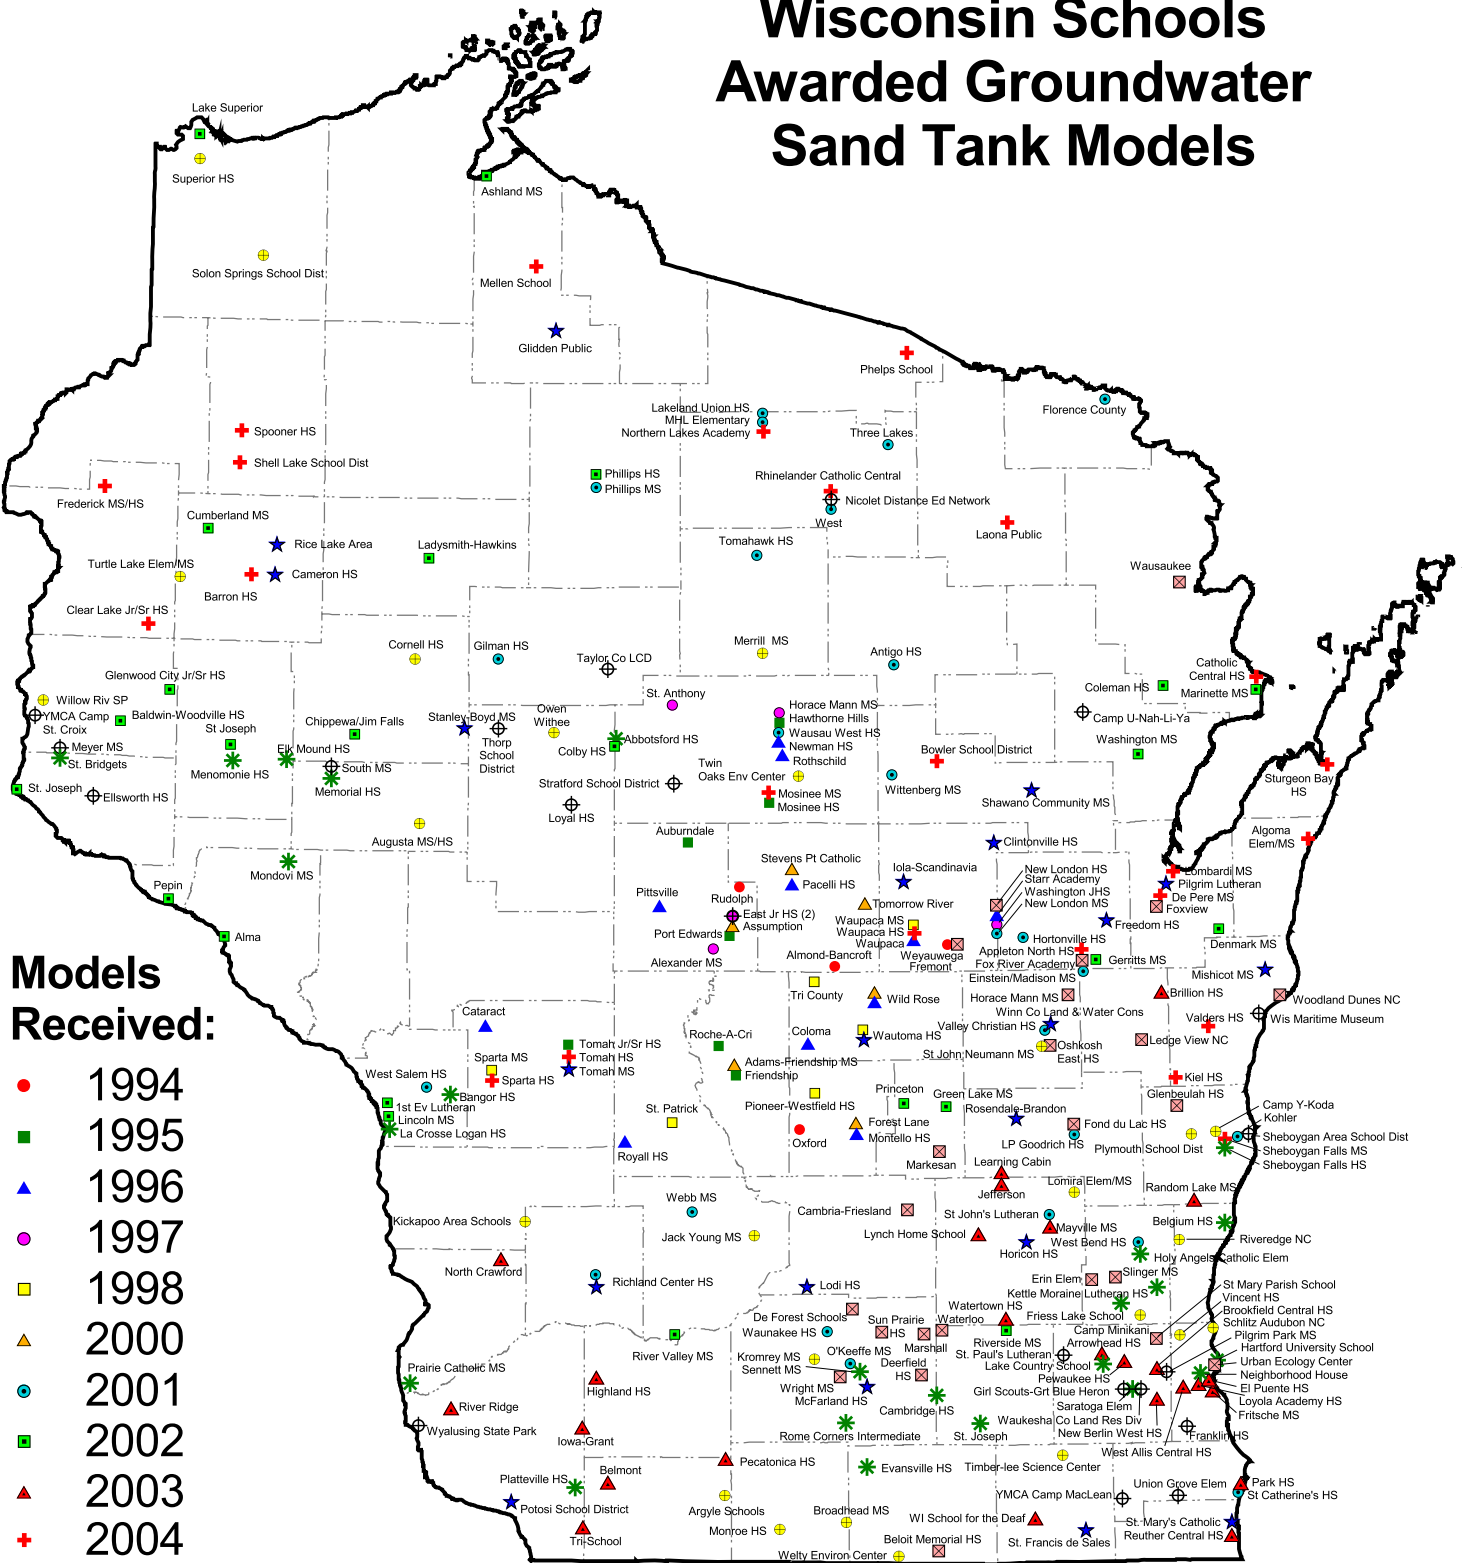 Wisconsin Schools
Awarded Groundwater
Sand Tank Models
Lake Superior
Superior HS
Ashland MS
Solon Springs School Dist
Mellen School
Glidden Public
Phelps School
Florence County
Lakeland Union HS
MHL Elementary
Northern Lakes Academy
Three Lakes
Spooner HS
Shell Lake School Dist
Phillips HS
Phillips MS
Rhinelander Catholic Central
Nicolet Distance Ed Network
West
Frederick MS/HS
Cumberland MS
Laona Public
Rice Lake Area
Ladysmith-Hawkins
Tomahawk HS
Turtle Lake Elem/MS
Cameron HS
Barron HS
Wausaukee
Clear Lake Jr/Sr HS
Cornell HS
Gilman HS
Taylor Co LCD
Merrill MS
Antigo HS
Glenwood City Jr/Sr HS
Catholic
Central HS
Coleman HS
Marinette MS
Willow Riv SP
St. Anthony
Horace Mann MS
YMCA Camp
St. Croix
Baldwin-Woodville HS
St Joseph
Chippewa/Jim Falls
Stanley-Boyd MS
Owen
Withee
Hawthorne Hills
Wausau West HS
Camp U-Nah-Li-Ya
Thorp
School
District
Abbotsford HS
Colby HS
Newman HS
Rothschild
Washington MS
Meyer MS
St. Bridgets
Elk Mound HS
Menomonie HS
South MS
Memorial HS
Twin
Oaks Env Center
Bowler School District
Stratford School District
Wittenberg MS
Sturgeon Bay
HS
St. Joseph
Ellsworth HS
Mosinee MS
Mosinee HS
Shawano Community MS
Loyal HS
Augusta MS/HS
Auburndale
Clintonville HS
Algoma
Elem/MS
Mondovi MS
Stevens Pt Catholic
Pacelli HS
Iola-Scandinavia
New London HS
Starr Academy
Washington JHS
New London MS
Lombardi MS
Pilgrim Lutheran
De Pere MS
Foxview
Pepin
Pittsville
Rudolph
Tomorrow River
East Jr HS (2)
Assumption
Port Edwards
Waupaca MS
Waupaca HS
Waupaca
Freedom HS
Alma
Alexander MS
Weyauwega
Fremont
Hortonville HS
Appleton North HS
Fox River Academy
Gerritts MS
Denmark MS
Almond-Bancroft
Einstein/Madison MS
Mishicot MS
Models
Received:
1994
1995
1996
1997
1998
2000
2001
2002
2003
2004
Tri County
Wild Rose
Horace Mann MS
Brillion HS
Woodland Dunes NC
Cataract
Winn Co Land & Water Cons
Valley Christian HS
Valders HS
Wis Maritime Museum
Roche-A-Cri
Coloma
Wautoma HS
Tomah Jr/Sr HS
Tomah HS
Tomah MS
St John Neumann MS
Oshkosh
East HS
Ledge View NC
Sparta MS
Sparta HS
Adams-Friendship MS
Friendship
West Salem HS
Bangor HS
Kiel HS
Glenbeulah HS
1st Ev Lutheran
Lincoln MS
La Crosse Logan HS
St. Patrick
Pioneer-Westfield HS
Princeton
Green Lake MS
Rosendale-Brandon
Camp Y-Koda
Kohler
Oxford
Forest Lane
Montello HS
Fond du Lac HS
LP Goodrich HS
Sheboygan Area School Dist
Sheboygan Falls MS
Sheboygan Falls HS
Royall HS
Plymouth School Dist
Markesan
Learning Cabin
Jefferson
Lomira Elem/MS
Random Lake MS
Webb MS
Cambria-Friesland
St John's Lutheran
Kickapoo Area Schools
Jack Young MS
Lynch Home School
Mayville MS
Belgium HS
Horicon HS
West Bend HS
Riveredge NC
North Crawford
Holy Angels Catholic Elem
Richland Center HS
Lodi HS
Erin Elem
Slinger MS
Kettle Moraine Lutheran HS
St Mary Parish School
Vincent HS
De Forest Schools
Watertown HS
Friess Lake School
Brookfield Central HS
Schlitz Audubon NC
Waunakee HS
Sun Prairie
HS
Waterloo
Marshall
Riverside MS
Camp Minikani
Arrowhead HS
Pilgrim Park MS
Hartford University School
River Valley MS
Kromrey MS
O'Keeffe MS
Sennett MS
Deerfield
HS
St. Paul's Lutheran
Lake Country School
Pewaukee HS
Urban Ecology Center
Neighborhood House
Prairie Catholic MS
Highland HS
Wright MS
McFarland HS
Girl Scouts-Grt Blue Heron
El Puente HS
Loyola Academy HS
Fritsche MS
River Ridge
Cambridge HS
Saratoga Elem
Waukesha Co Land Res Div
New Berlin West HS
Wyalusing State Park
Iowa-Grant
Rome Corners Intermediate
St. Joseph
Franklin HS
West Allis Central HS
Pecatonica HS
Evansville HS
Timber-lee Science Center
Platteville HS
Belmont
Union Grove Elem
Park HS
St Catherine's HS
YMCA Camp MacLean
Potosi School District
Argyle Schools
Broadhead MS
WI School for the Deaf
St. Mary's Catholic
Reuther Central HS
Tri-School
Monroe HS
Beloit Memorial HS
St. Francis de Sales
Welty Environ Center